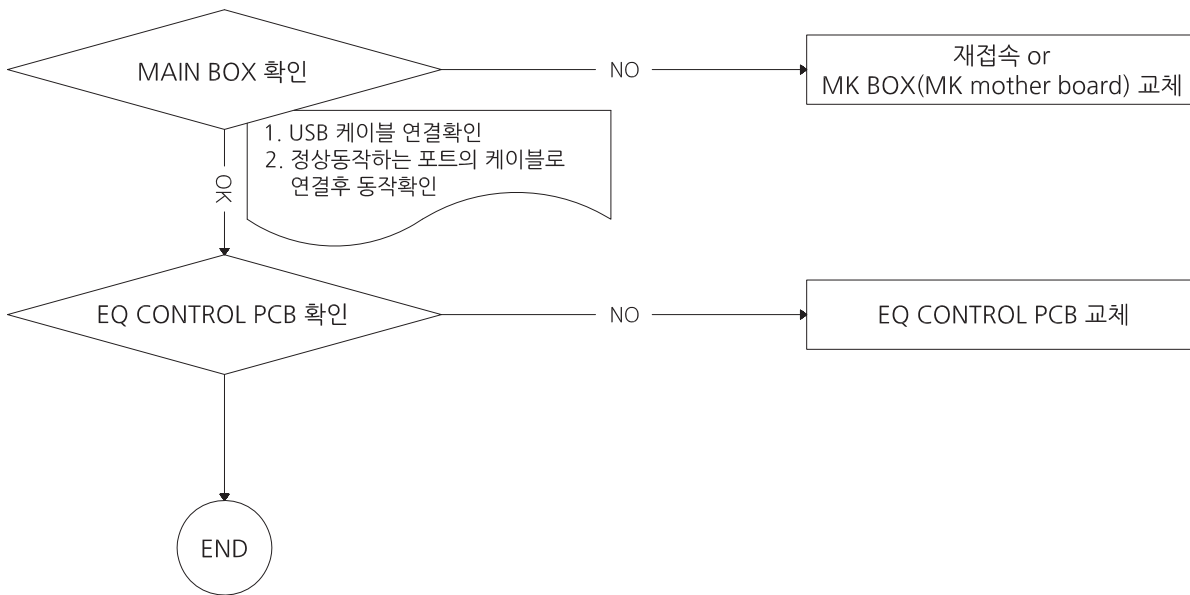 MAIN BOX 확인
NO
재접속 or
MK BOX(MK mother board) 교체
1. USB 케이블 연결확인
2. 정상동작하는 포트의 케이블로
연결후 동작확인
OK
EQ CONTROL PCB 확인
NO
EQ CONTROL PCB 교체
END